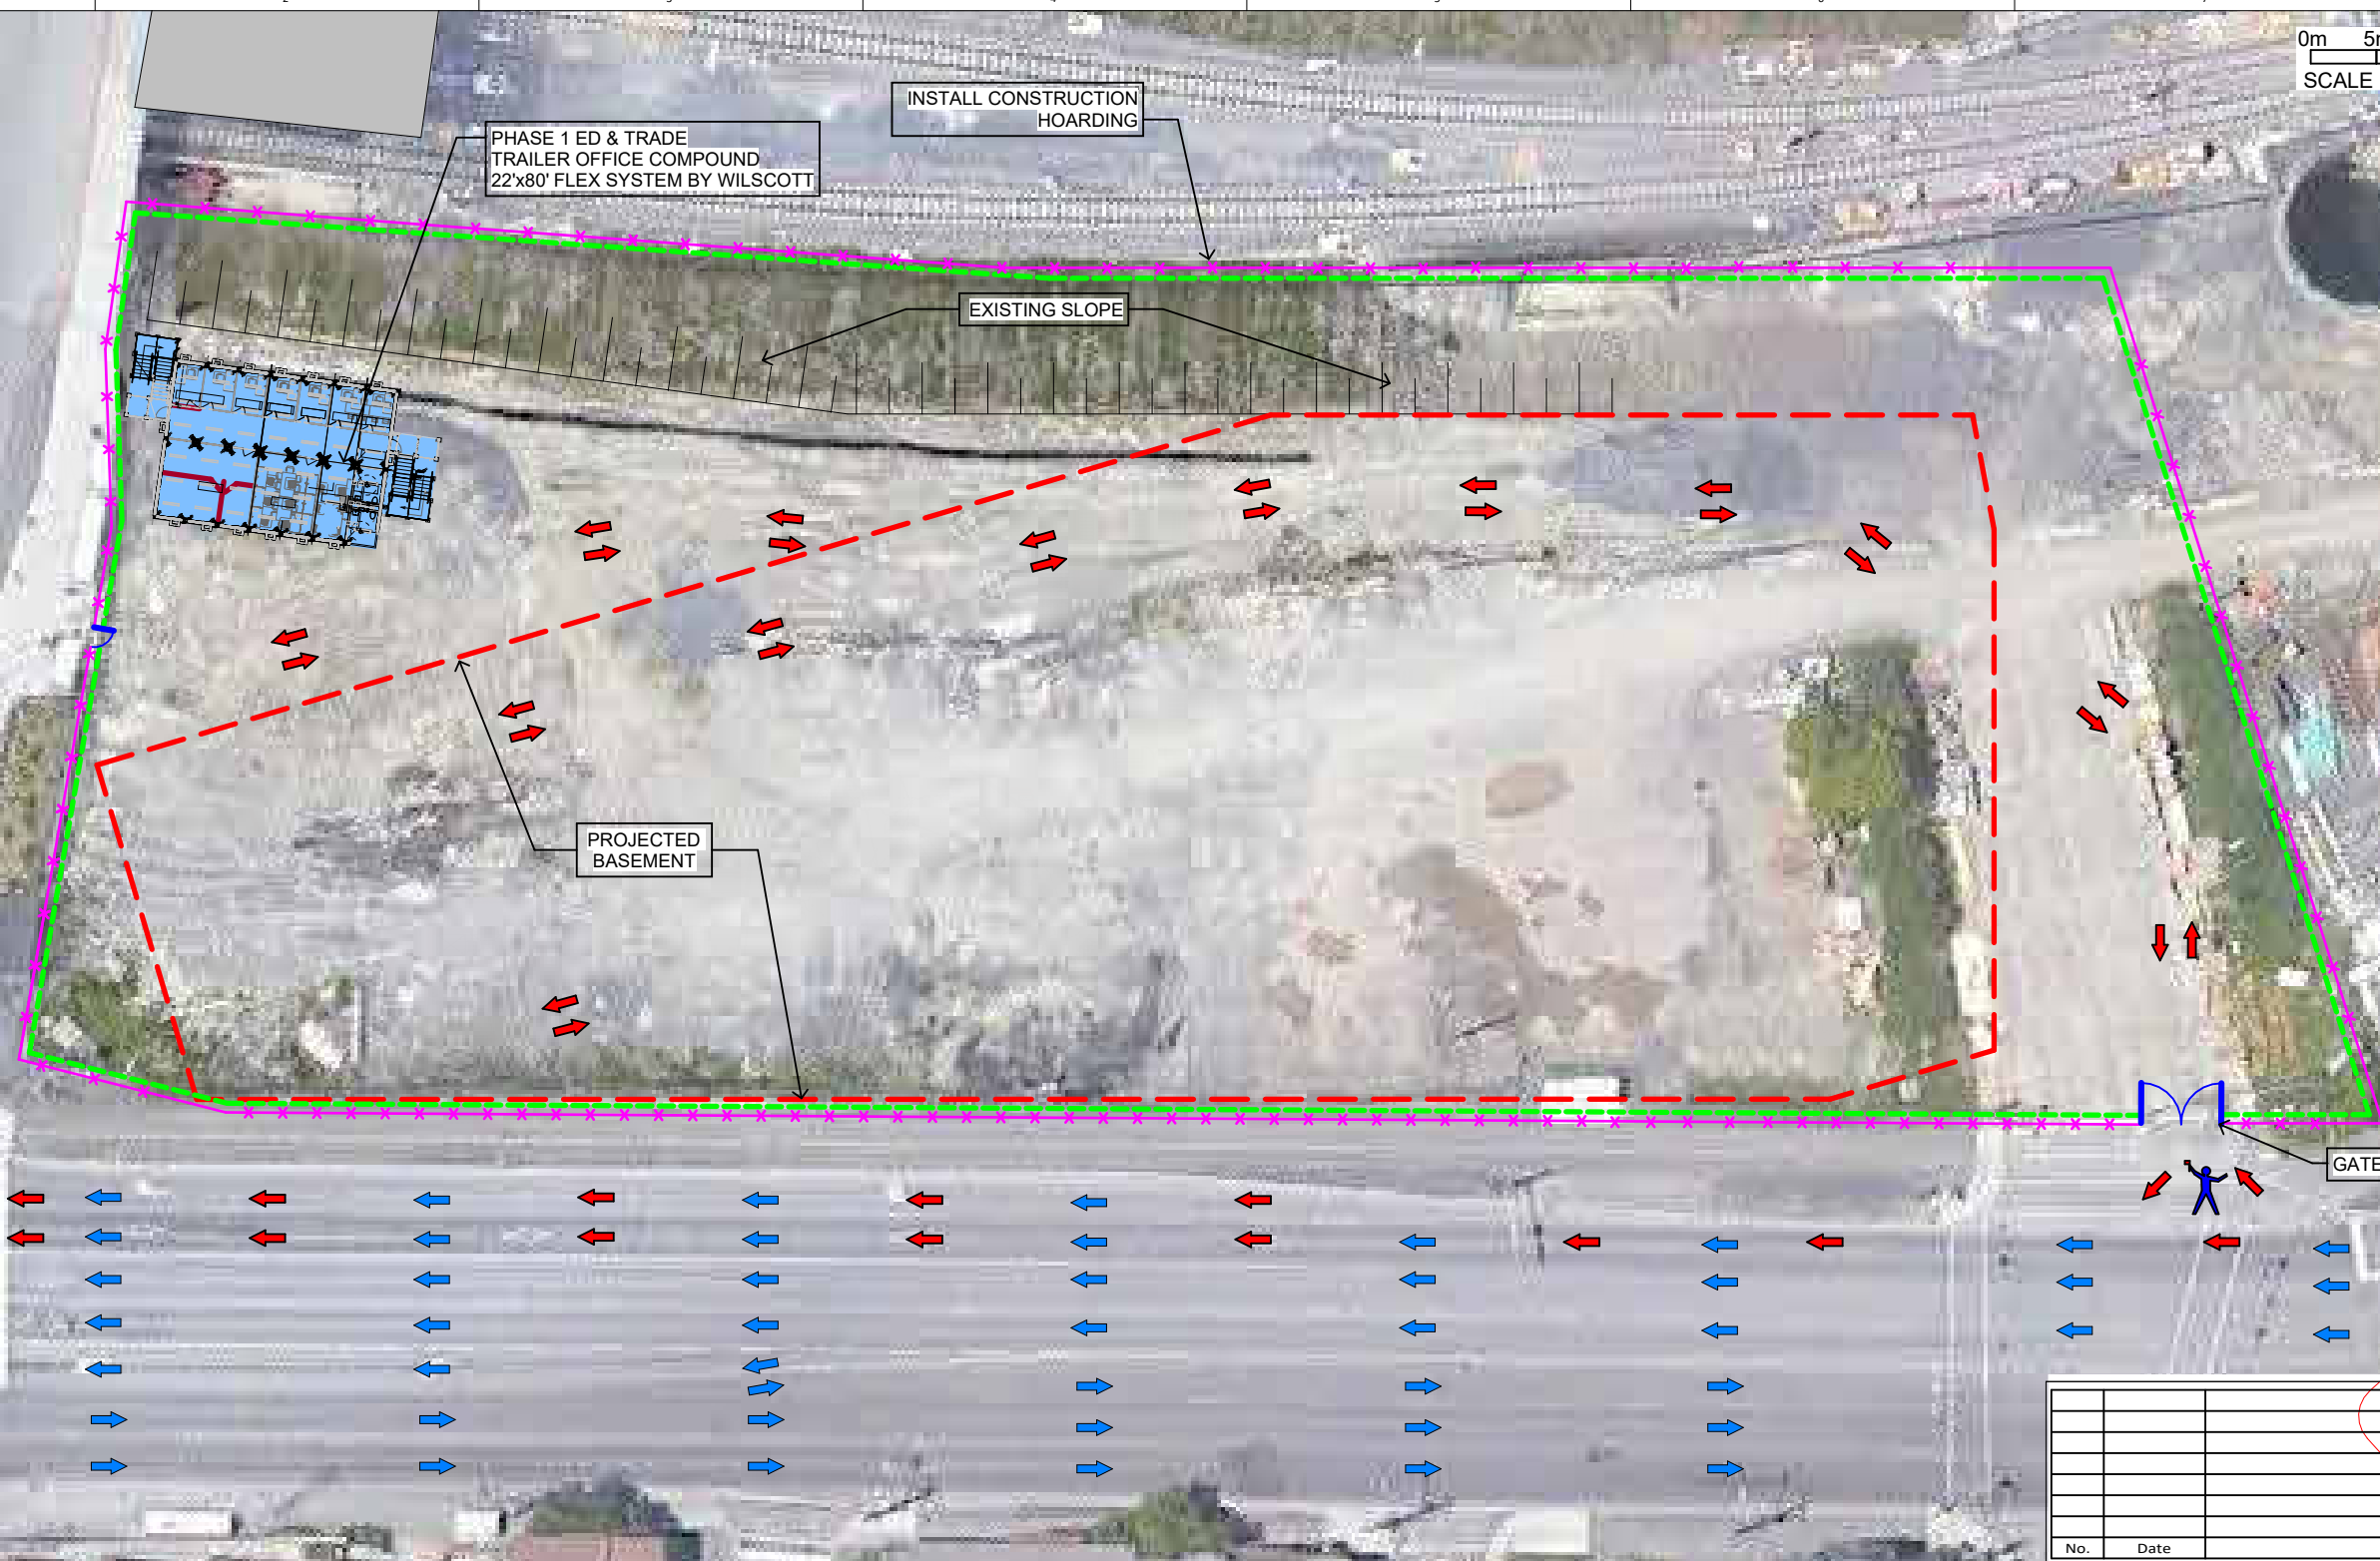 0m 5
SCALE
INSTALL CONSTRUCTION
HOARDING
PHASE 1 ED & TRADE
TRAILER OFFICE COMPOUND
22'x80' FLEX SYSTEM BY WILSCOTT
EXISTING SLOPE
PROJECTED
BASEMENT
GATE
No. Date